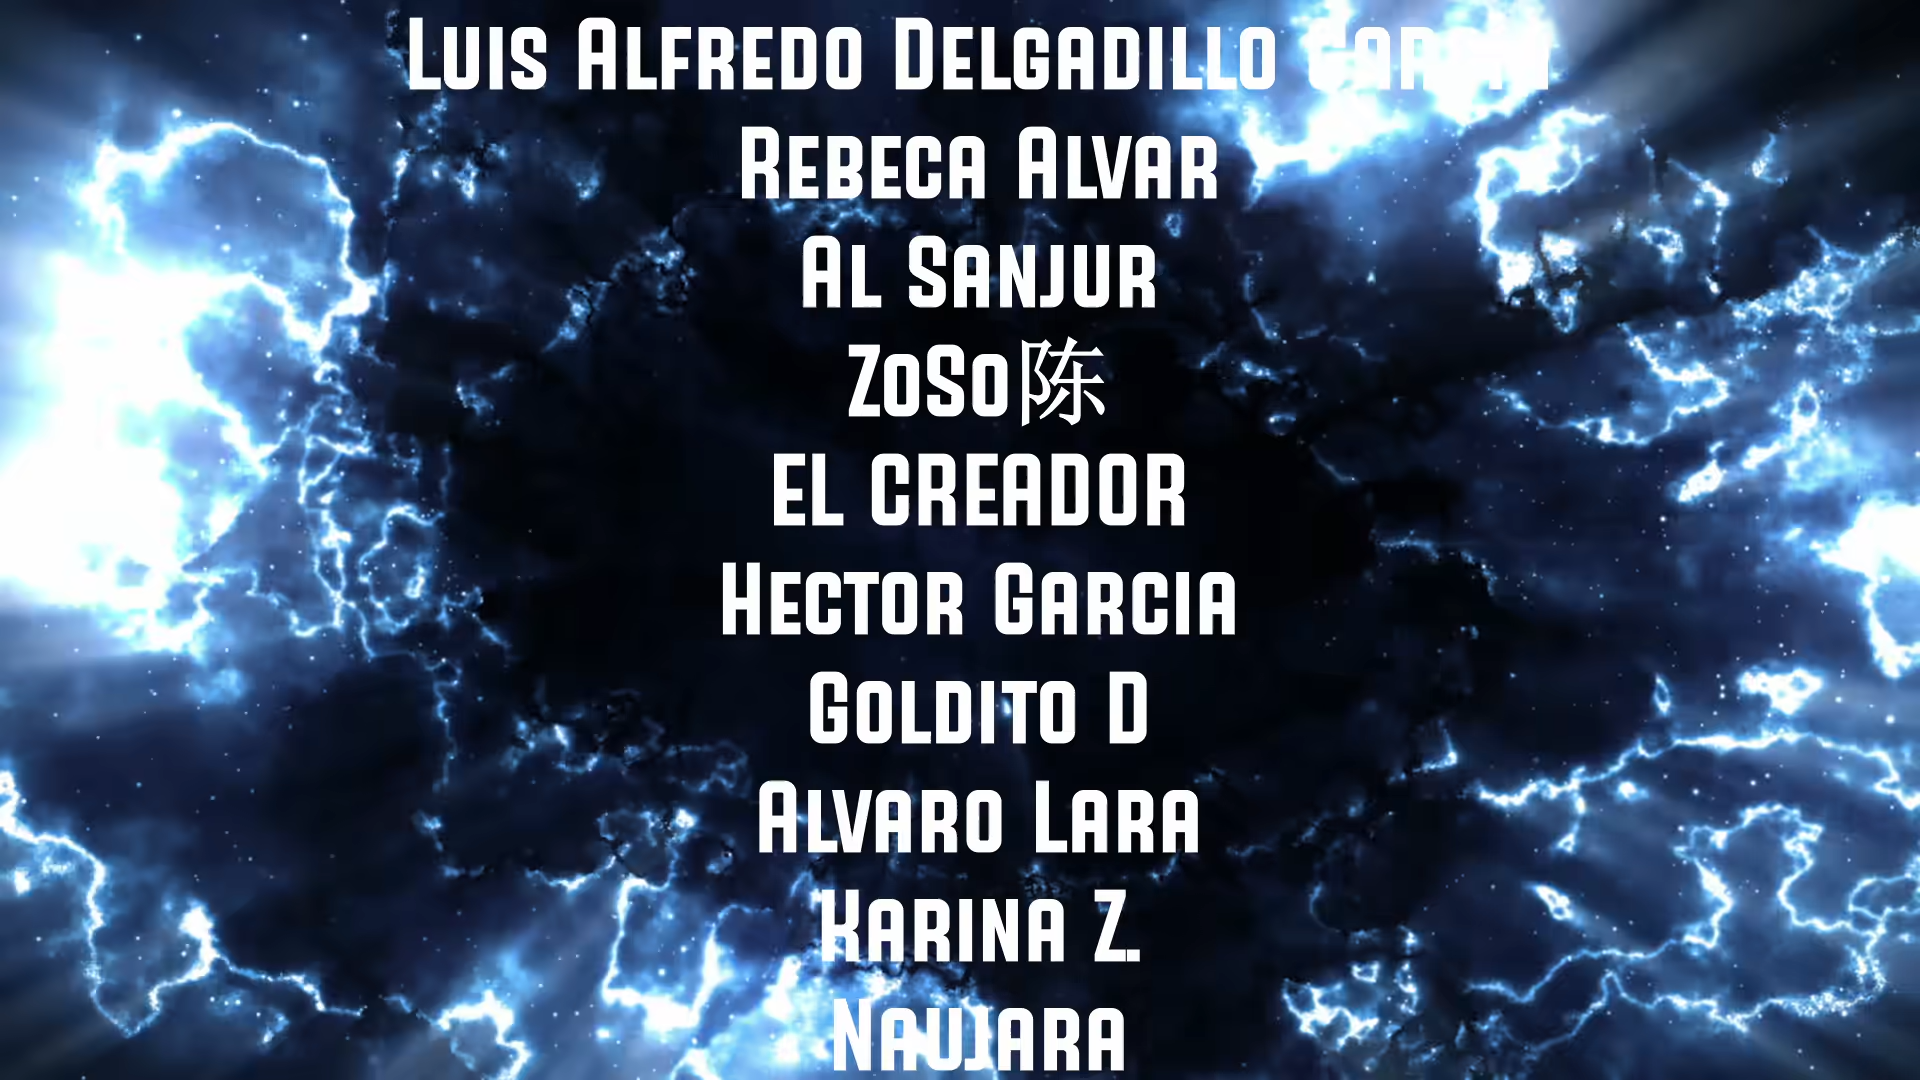 Luis Alfredo Delgadillo
Rebeca Alvar
Al Sanjur
ZoSo陈
EL CREADOR
Hector Garcia
Goldito D
Alvaro Lara
Karina Z.
Naujara